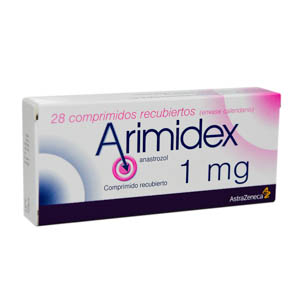 28 comprimidos recubiertos (envase calendario)
Arimidex
anastrozol
1 mg
Comprimido recubierto
AstraZeneca